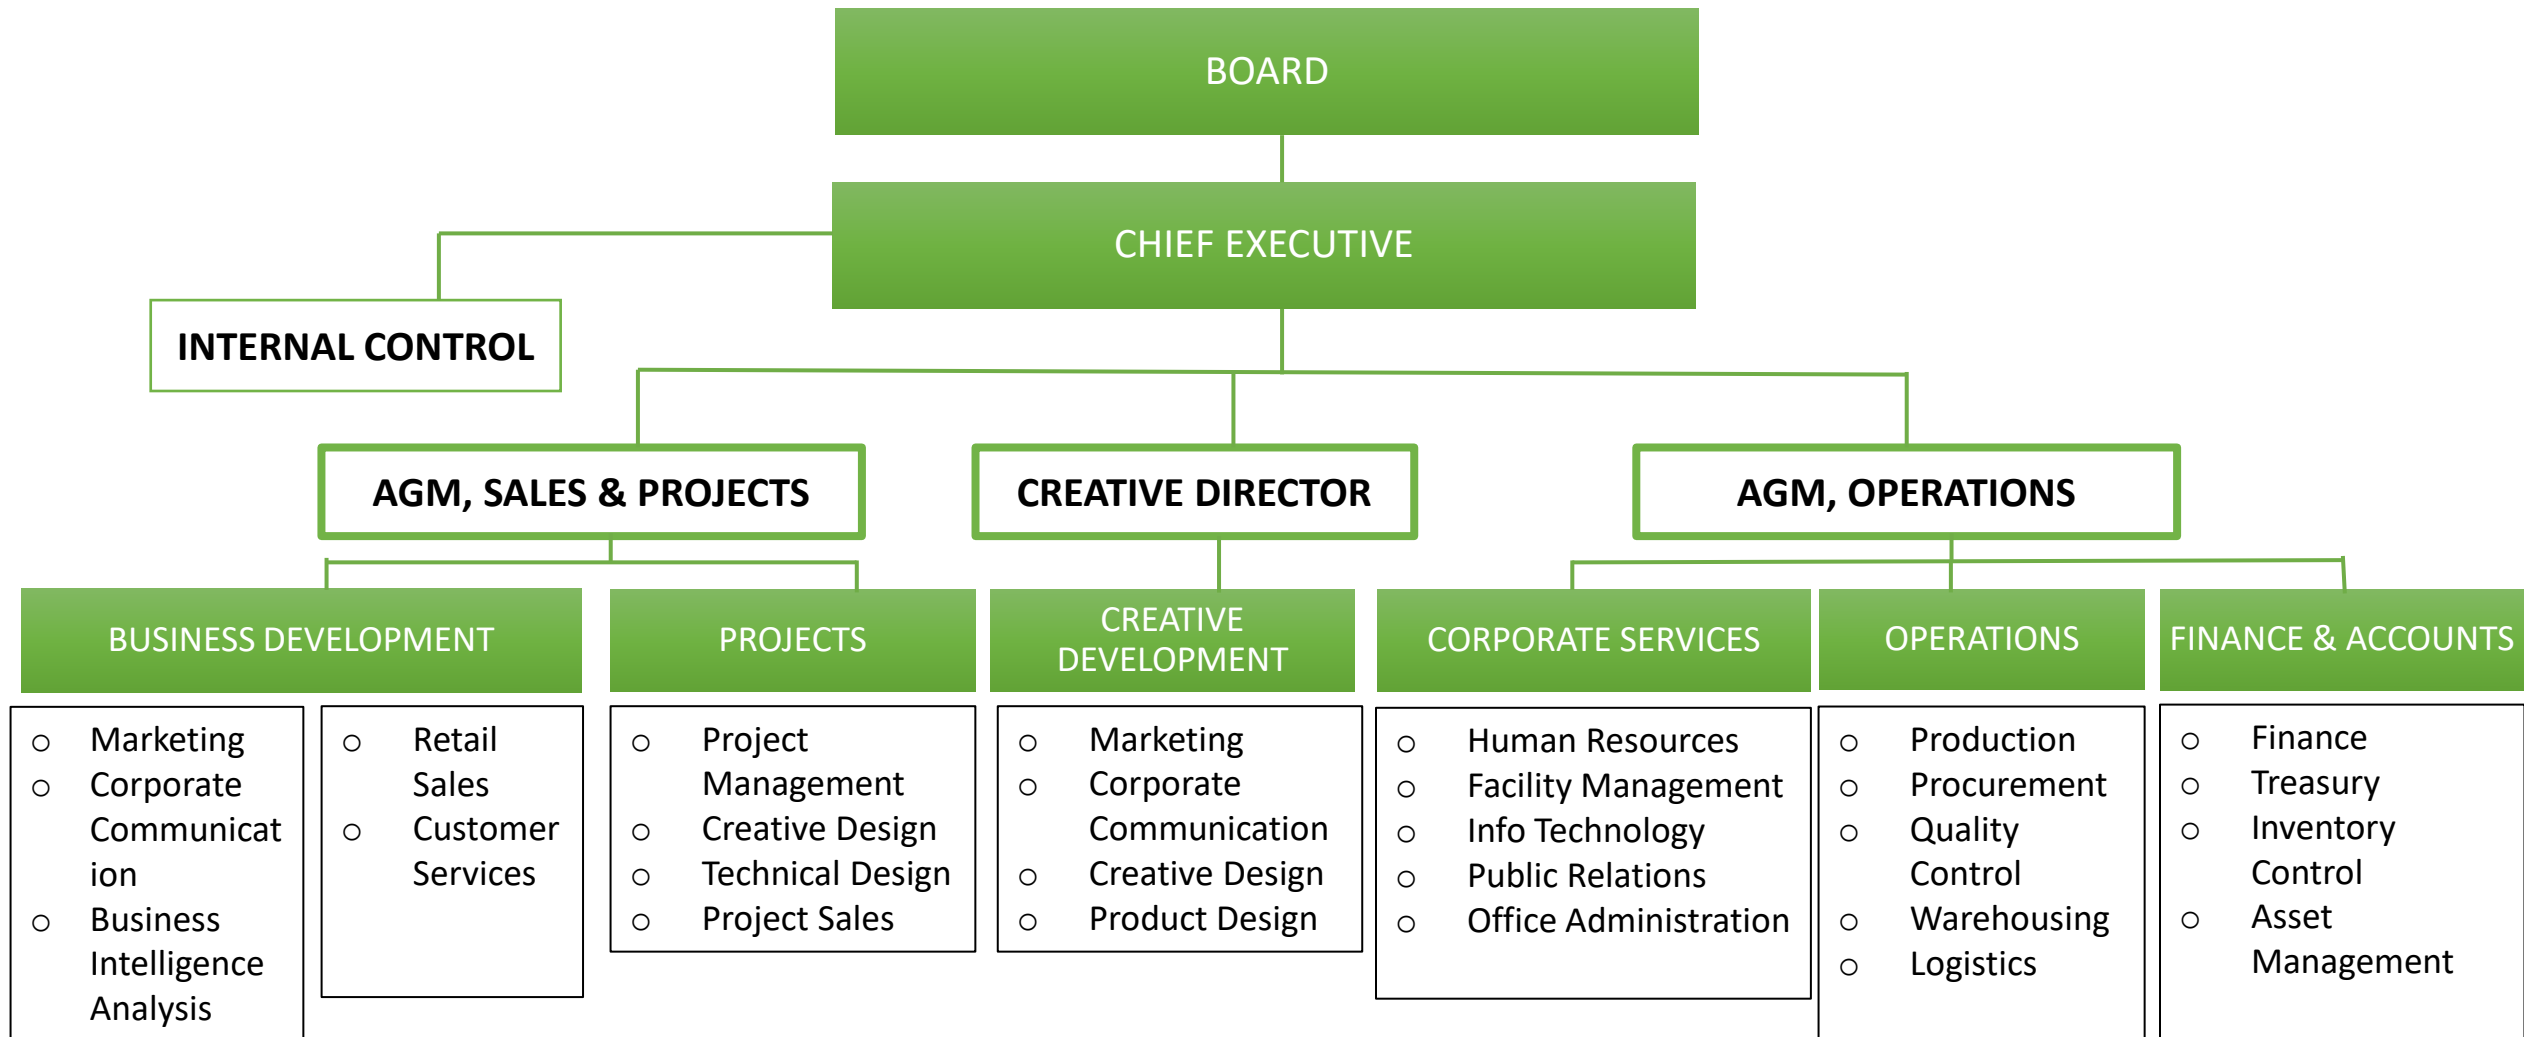 BOARD
CHIEF EXECUTIVE
INTERNAL CONTROL
AGM, SALES & PROJECTS
CREATIVE DIRECTOR
AGM, OPERATIONS
BUSINESS DEVELOPMENT
PROJECTS
CREATIVE
DEVELOPMENT
CORPORATE SERVICES
OPERATIONS
FINANCE & ACCOUNTS
o Marketing
o Corporate
Communicat
ion
o Business
Intelligence
Analysis
o Retail
Sales
o Customer
Services
o Project
Management
o Creative Design
o Technical Design
o Project Sales
o Marketing
o Corporate
Communication
o Creative Design
o Product Design
o Human Resources
o Facility Management
o Info Technology
o Public Relations
o Office Administration
o Production
o Procurement
o Quality
Control
o Warehousing
o Logistics
o Finance
o Treasury
o Inventory
Control
o Asset
Management